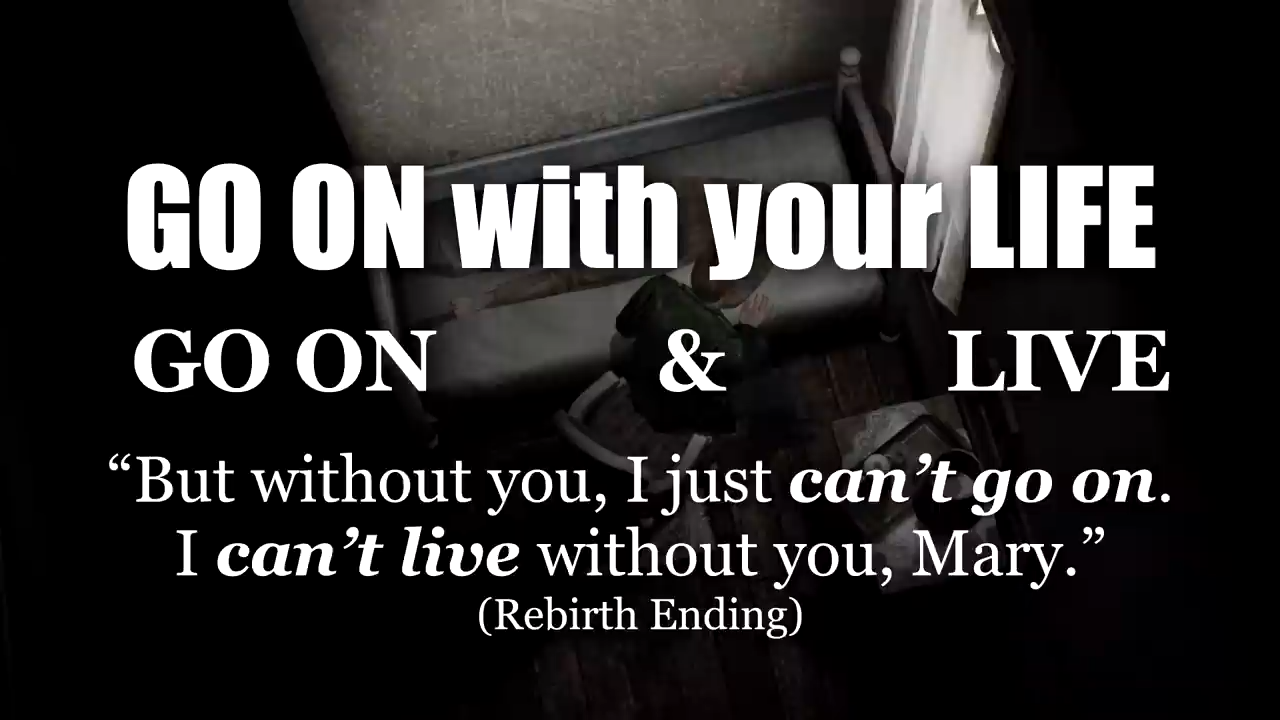 GO ON with your LIFE
GO ON & LIVE
“But without you, I just can’t go on.
I can’t live without you, Mary.”
(Rebirth Ending)